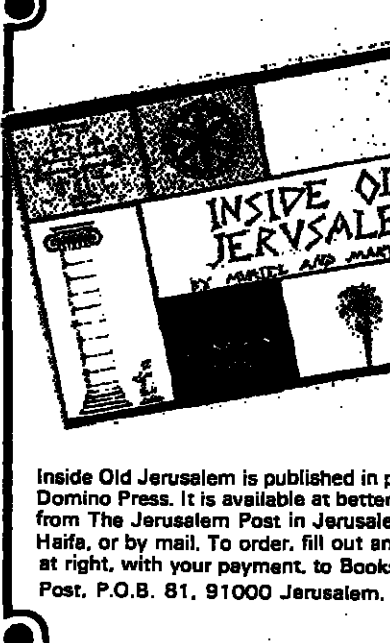 INSIDE OL
JERVSALE
BY AND MAR
Inside Old Jerusalem is published in p
Domino Press. It is available at better
from The Jerusalem Post in Jerusale
Haifa, or by mail. To order, fill out an
at right, with your payment, to Books
Post, P.O.B. 81, 91000 Jerusalem.